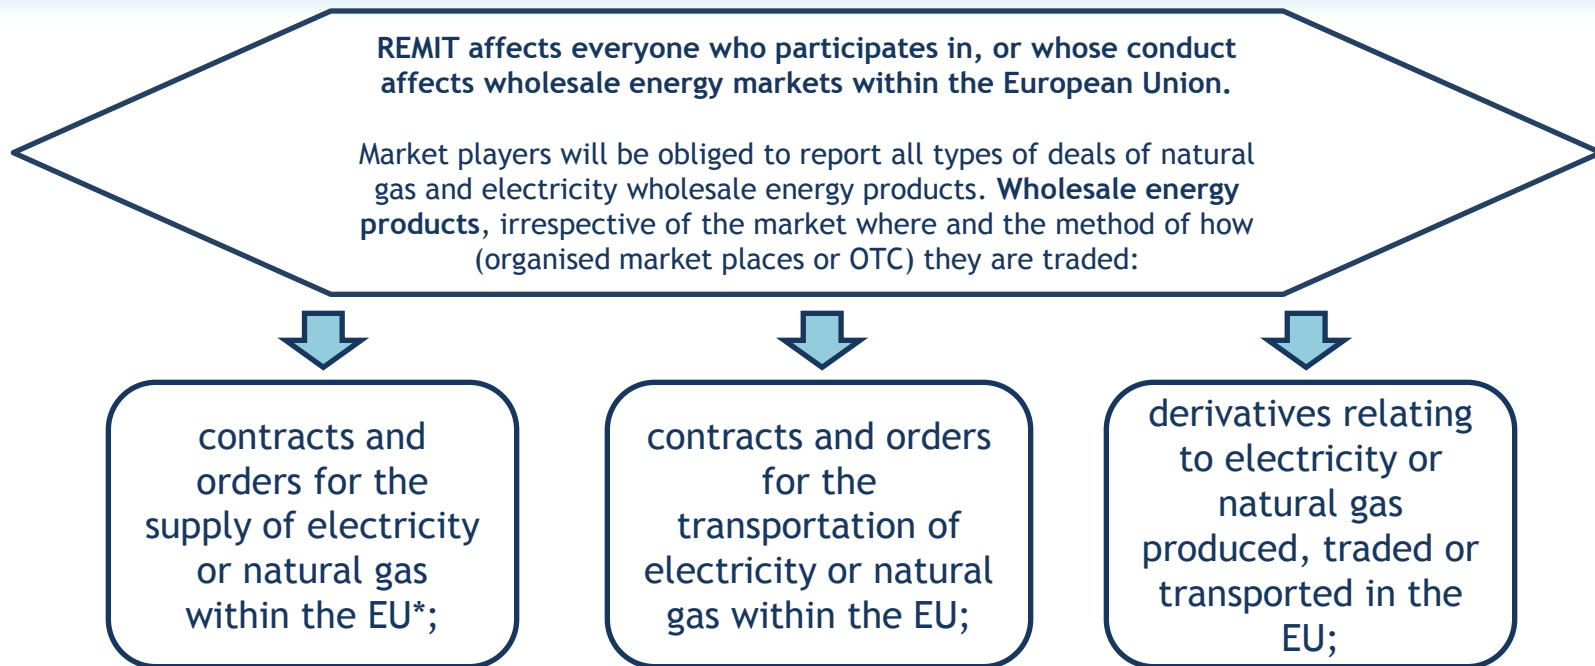 REMIT affects everyone who participates in, or whose conduct
affects wholesale energy markets within the European Union.
Market players will be obliged to report all types of deals of natural
gas and electricity wholesale energy products. Wholesale energy
products, irrespective of the market where and the method of how
(organised market places or OTC) they are traded:
contracts and
orders for the
supply of electricity
or natural gas
within the EU*;
contracts and orders
for the
transportation of
electricity or natural
gas within the EU;
derivatives relating
to electricity or
natural gas
produced, traded or
transported in the
EU;